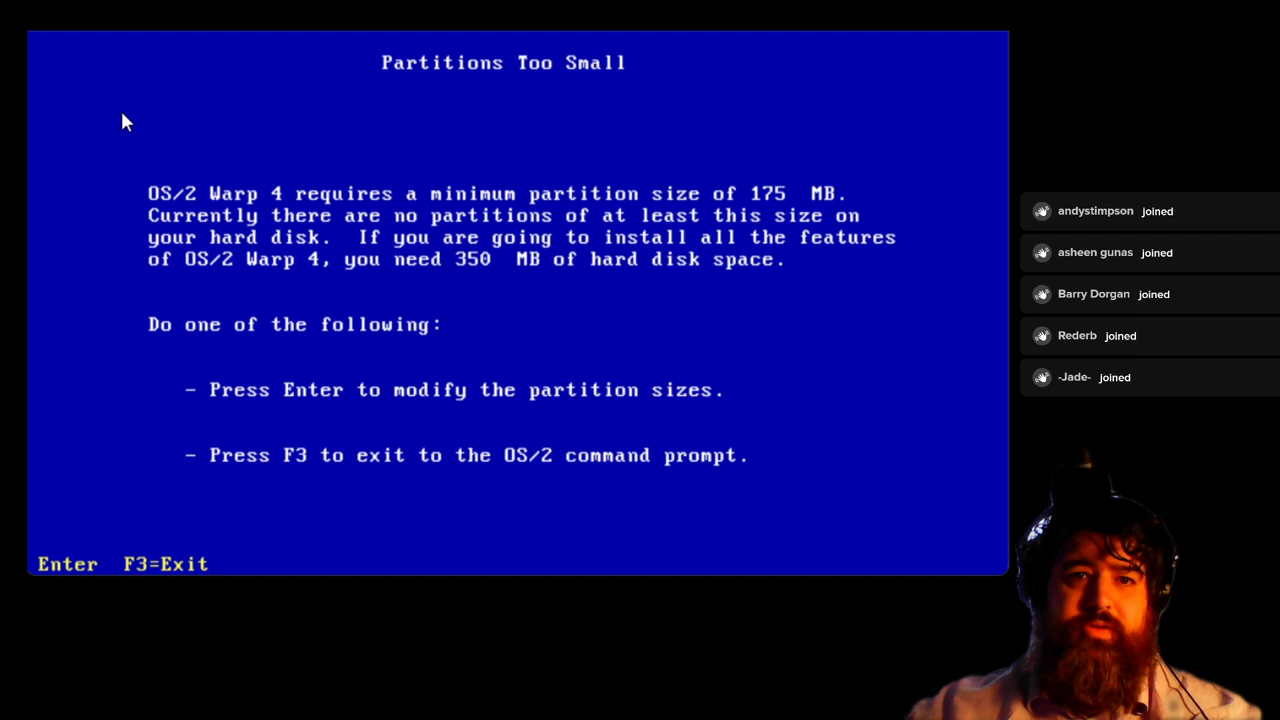 Partitions Too Small
OS/2 Warp 4 requires a minimum partition size of 175  MB.
Currently there are no partitions of at least this size on
your hard disk.  If you are going to install all the features
of OS/2 Warp 4, you need 350  MB of hard disk space.
Do one of the following:
- Press Enter to modify the partition sizes.
- Press F3 to exit to the OS/2 command prompt.
Enter  F3=Exit
andystimpson joined
asheen gunas joined
Barry Dorgan joined
Rederb joined
-Jade- joined